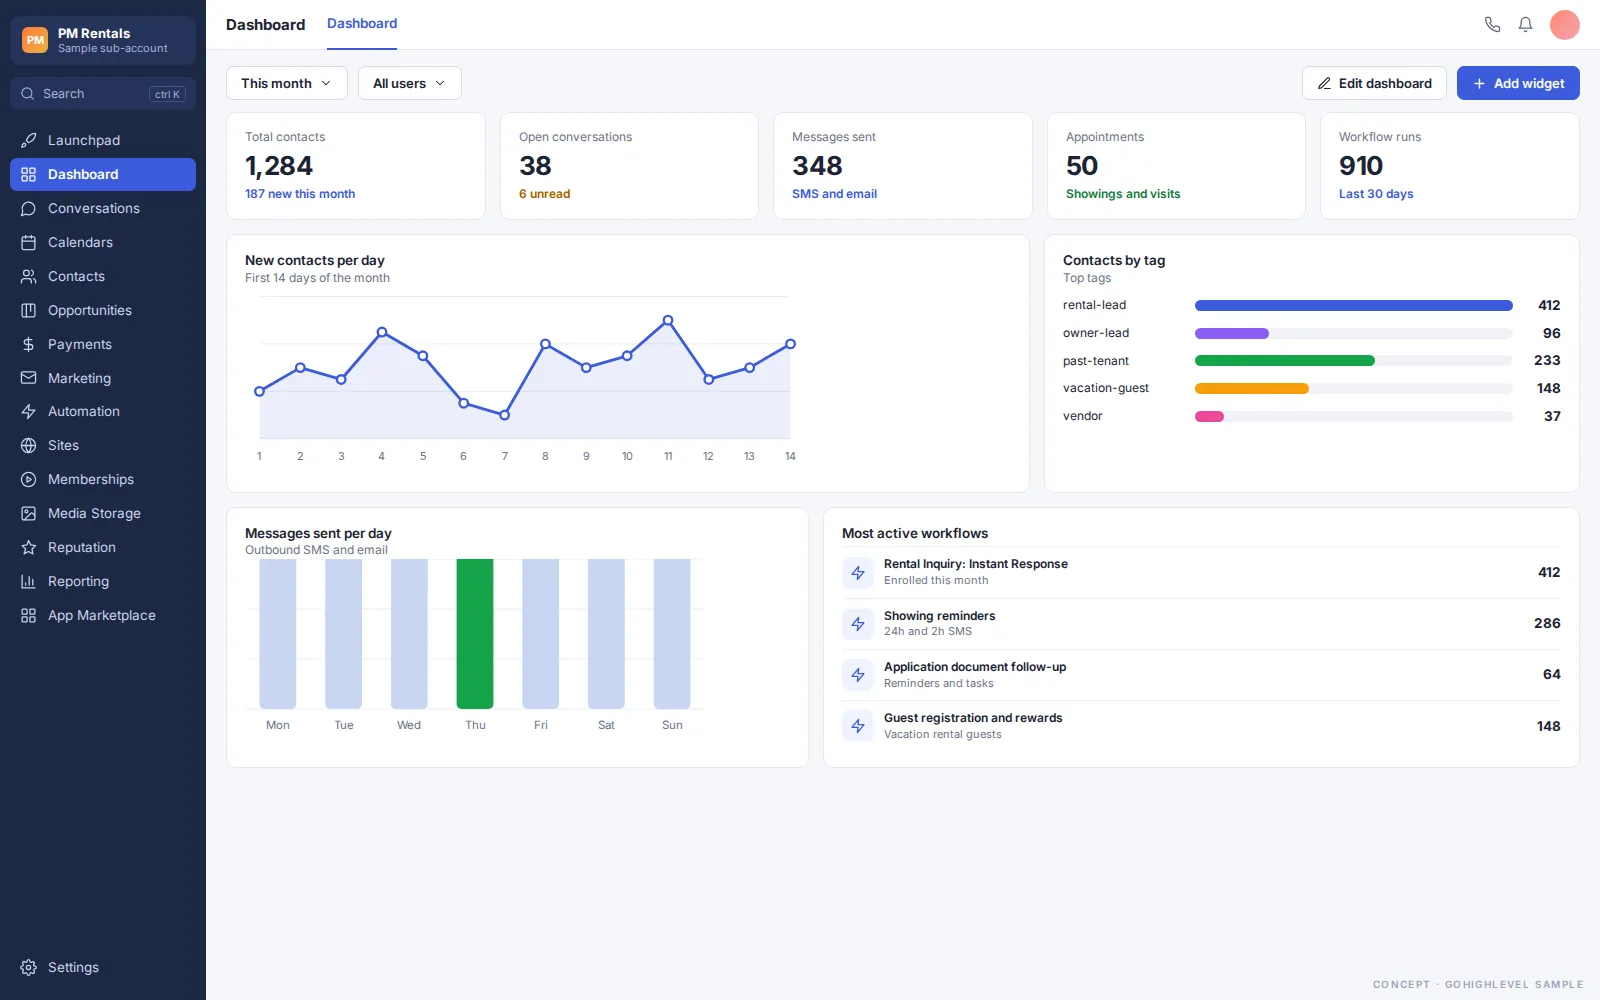 PM
PM Rentals
Sample sub-account
Search
ctrl K
Launchpad
Dashboard
Conversations
Calendars
Contacts
Opportunities
Payments
Marketing
Automation
Sites
Memberships
Media Storage
Reputation
Reporting
App Marketplace
Settings
Dashboard
Dashboard
This month
All users
Edit dashboard
Add widget
Total contacts
1,284
187 new this month
Open conversations
38
6 unread
Messages sent
348
SMS and email
Appointments
50
Showings and visits
Workflow runs
910
Last 30 days
New contacts per day
First 14 days of the month
1 2 3 4 5 6 7 8 9 10 11 12 13 14
Contacts by tag
Top tags
rental-lead 412
owner-lead 96
past-tenant 233
vacation-guest 148
vendor 37
Messages sent per day
Outbound SMS and email
Mon Tue Wed Thu Fri Sat Sun
Most active workflows
Rental Inquiry: Instant Response
Enrolled this month
412
Showing reminders
24h and 2h SMS
286
Application document follow-up
Reminders and tasks
64
Guest registration and rewards
Vacation rental guests
148
CONCEPT · GOHIGHLEVEL SAMPLE